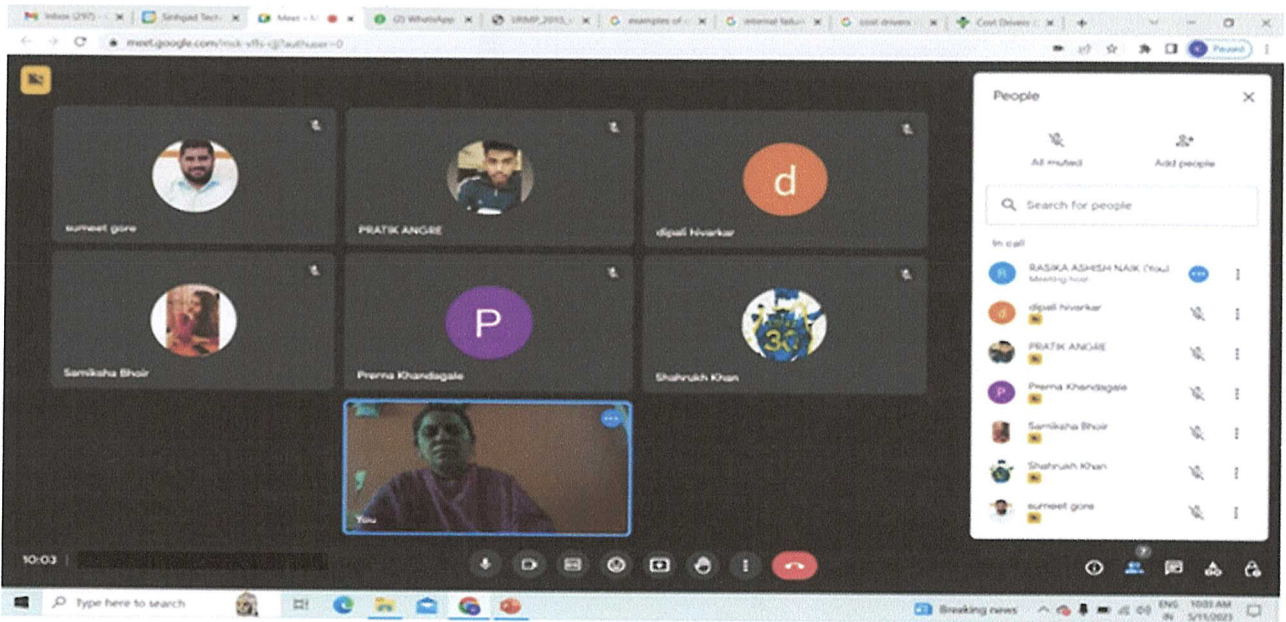 Inbox (297)
Sinhgad Tech
Meet -
(2) WhatsApp
examples of
internal failur
cost drivers
Cost Drivers
meet.google.com/
?authuser=0
Paused
sumeet gore
PRATIK ANGRE
dipali hivarkar
d
Samiksha Bhoir
P
Prerna Khandagale
Shahrukh Khan
30
You
People
All muted
Add people
Search for people
In call
R
RASIKA ASHISH NAIK (You)
Meeting host
d
dipali hivarkar
PRATIK ANGRE
P
Prerna Khandagale
Samiksha Bhoir
Shahrukh Khan
sumeet gore
10:03
7
Type here to search
Breaking news
ENG
IN
10:03 AM
5/11/2023